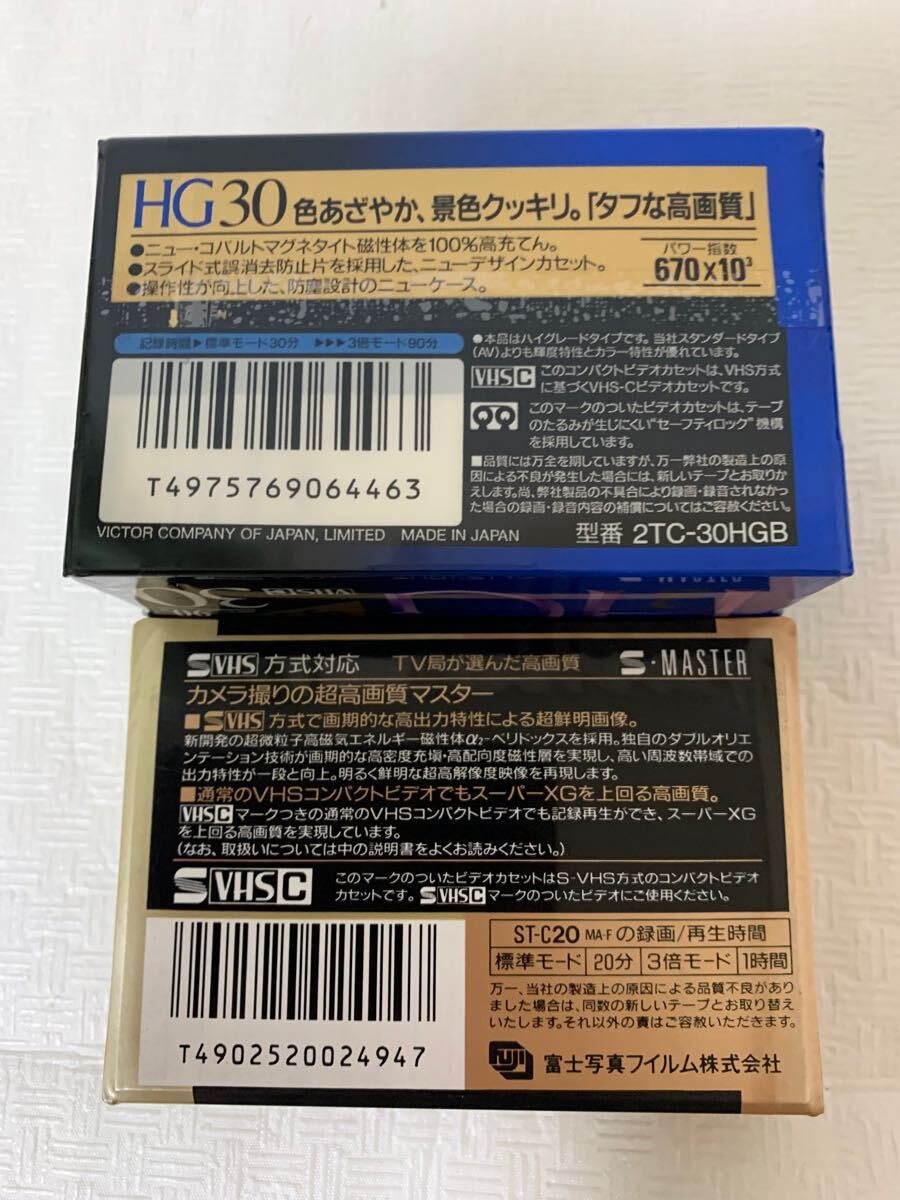 HG30 色あざやか、景色クッキリ。「タフな高画質」
●ニュー・コバルトマグネタイト磁性体を100%高充てん。
●スライド式誤消去防止片を採用した、ニューデザインカセット。
●操作性が向上した、防塵設計のニューケース。
パワー指数
670×10³
記録時間▶標準モード30分 ▶▶▶3倍モード90分
●本品はハイグレードタイプです。当社スタンダードタイプ
(AV)よりも輝度特性とカラー特性が優れています。
VHS C このコンパクトビデオカセットは、VHS方式
に基づくVHS-Cビデオカセットです。
このマークのついたビデオカセットは、テープ
のたるみが生じにくい"セーフティロック"機構
を採用しています。
■品質には万全を期していますが、万一弊社の製造上の原
因による不良が発生した場合には、新しいテープとお取りか
えします。尚、弊社製品の不具合により録画・録音されなかっ
た場合の録画・録音内容の補償についてはご容赦ください。
T4975769064463
VICTOR COMPANY OF JAPAN, LIMITED MADE IN JAPAN
型番 2TC-30HGB
S VHS 方式対応 TV局が選んだ高画質 S・MASTER
カメラ撮りの超高画質マスター
■S VHS 方式で画期的な高出力特性による超鮮明画像。
新開発の超微粒子高磁気エネルギー磁性体α₂-ベリドックスを採用。独自のダブルオリエ
ンテーション技術が画期的な高密度充塡・高配向度磁性層を実現し、高い周波数帯域での
出力特性が一段と向上。明るく鮮明な超高解像度映像を再現します。
■通常のVHSコンパクトビデオでもスーパーXGを上回る高画質。
VHS C マークつきの通常のVHSコンパクトビデオでも記録再生ができ、スーパーXG
を上回る高画質を実現しています。
(なお、取扱いについては中の説明書をよくお読みください。)
S VHS C このマークのついたビデオカセットはS-VHS方式のコンパクトビデオ
カセットです。S VHS C マークのついたビデオにご使用ください。
T4902520024947
ST-C20 MA-F の録画/再生時間
標準モード 20分 3倍モード 1時間
万一、当社の製造上の原因による品質不良があり
ました場合は、同数の新しいテープとお取り替え
いたします。それ以外の責はご容赦いただきます。
FUJI 富士写真フイルム株式会社